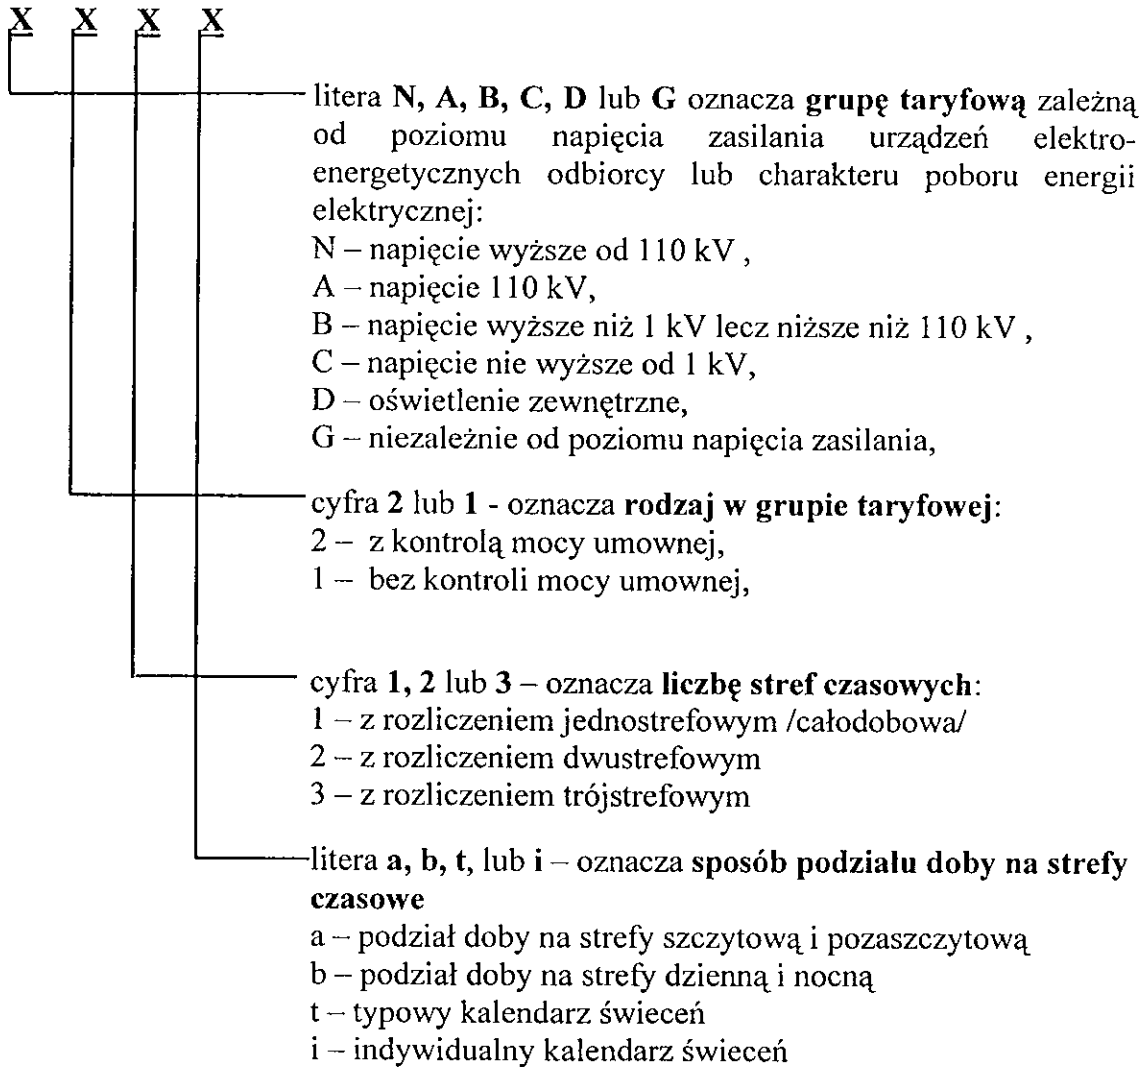 X X X X
litera N, A, B, C, D lub G oznacza grupę taryfową zależną
od poziomu napięcia zasilania urządzeń elektro-
energetycznych odbiorcy lub charakteru poboru energii
elektrycznej:
N – napięcie wyższe od 110 kV ,
A – napięcie 110 kV,
B – napięcie wyższe niż 1 kV lecz niższe niż 110 kV ,
C – napięcie nie wyższe od 1 kV,
D – oświetlenie zewnętrzne,
G – niezależnie od poziomu napięcia zasilania,
cyfra 2 lub 1 - oznacza rodzaj w grupie taryfowej:
2 – z kontrolą mocy umownej,
1 – bez kontroli mocy umownej,
cyfra 1, 2 lub 3 – oznacza liczbę stref czasowych:
1 – z rozliczeniem jednostrefowym /całodobowa/
2 – z rozliczeniem dwustrefowym
3 – z rozliczeniem trójstrefowym
litera a, b, t, lub i – oznacza sposób podziału doby na strefy
czasowe
a – podział doby na strefy szczytową i pozaszczytową
b – podział doby na strefy dzienną i nocną
t – typowy kalendarz świeceń
i – indywidualny kalendarz świeceń